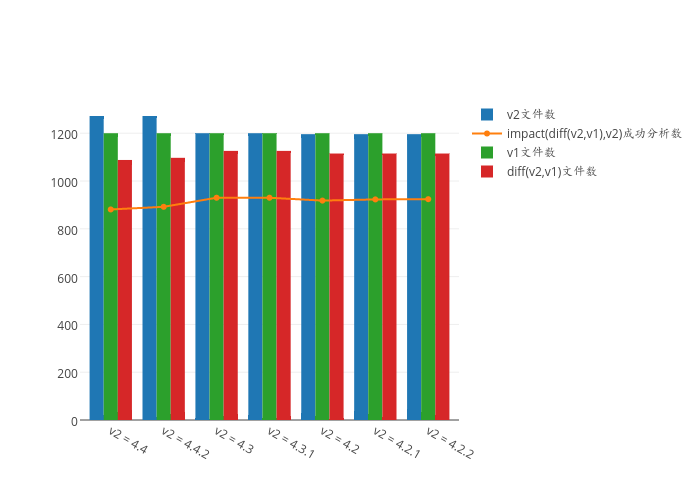 v2文件数
impact(diff(v2,v1),v2)成功分析数
v1文件数
diff(v2,v1)文件数
1200
1000
800
600
400
200
0
v2 = 4.4
v2 = 4.4.2
v2 = 4.3
v2 = 4.3.1
v2 = 4.2
v2 = 4.2.1
v2 = 4.2.2